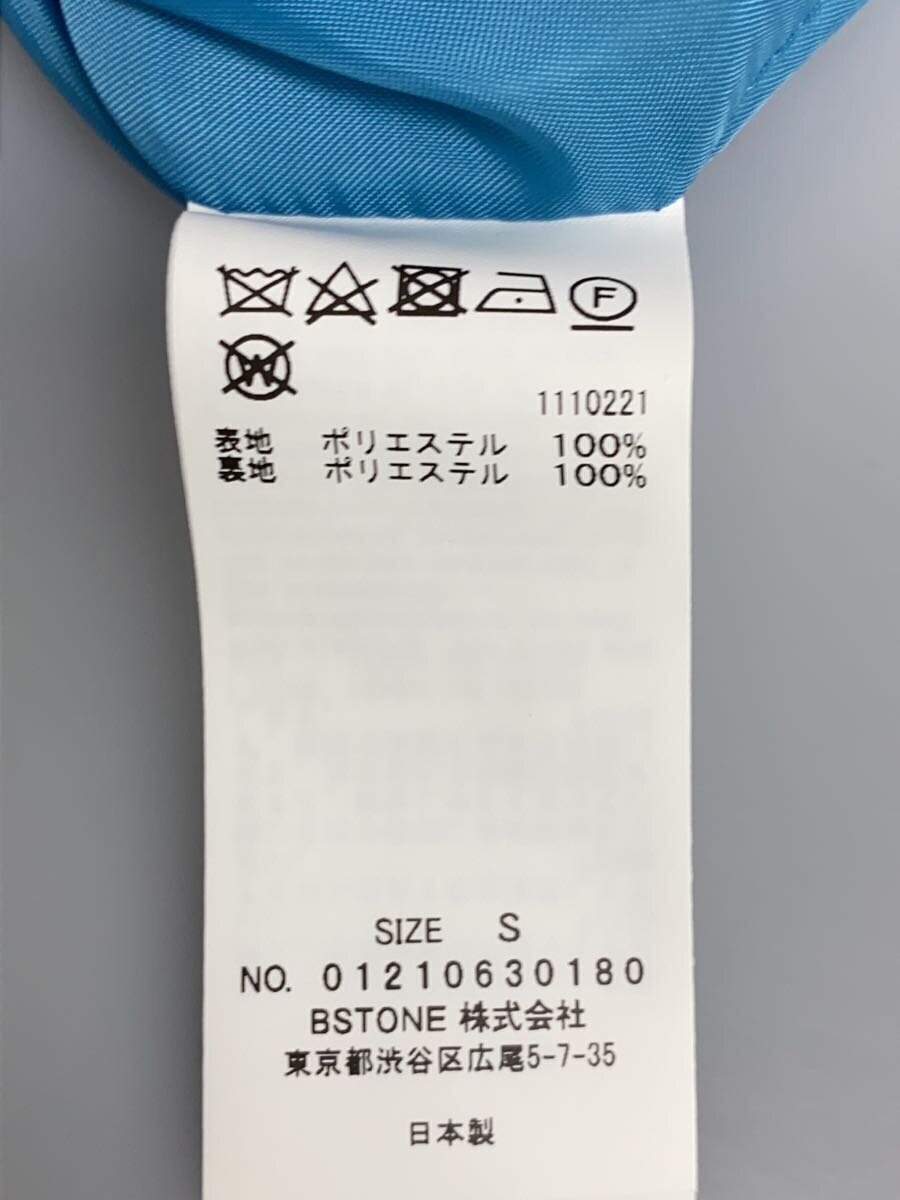 F
W
1110221
表地 ポリエステル 100%
裏地 ポリエステル 100%
SIZE S
NO. 01210630180
BSTONE 株式会社
東京都渋谷区広尾5-7-35
日本製